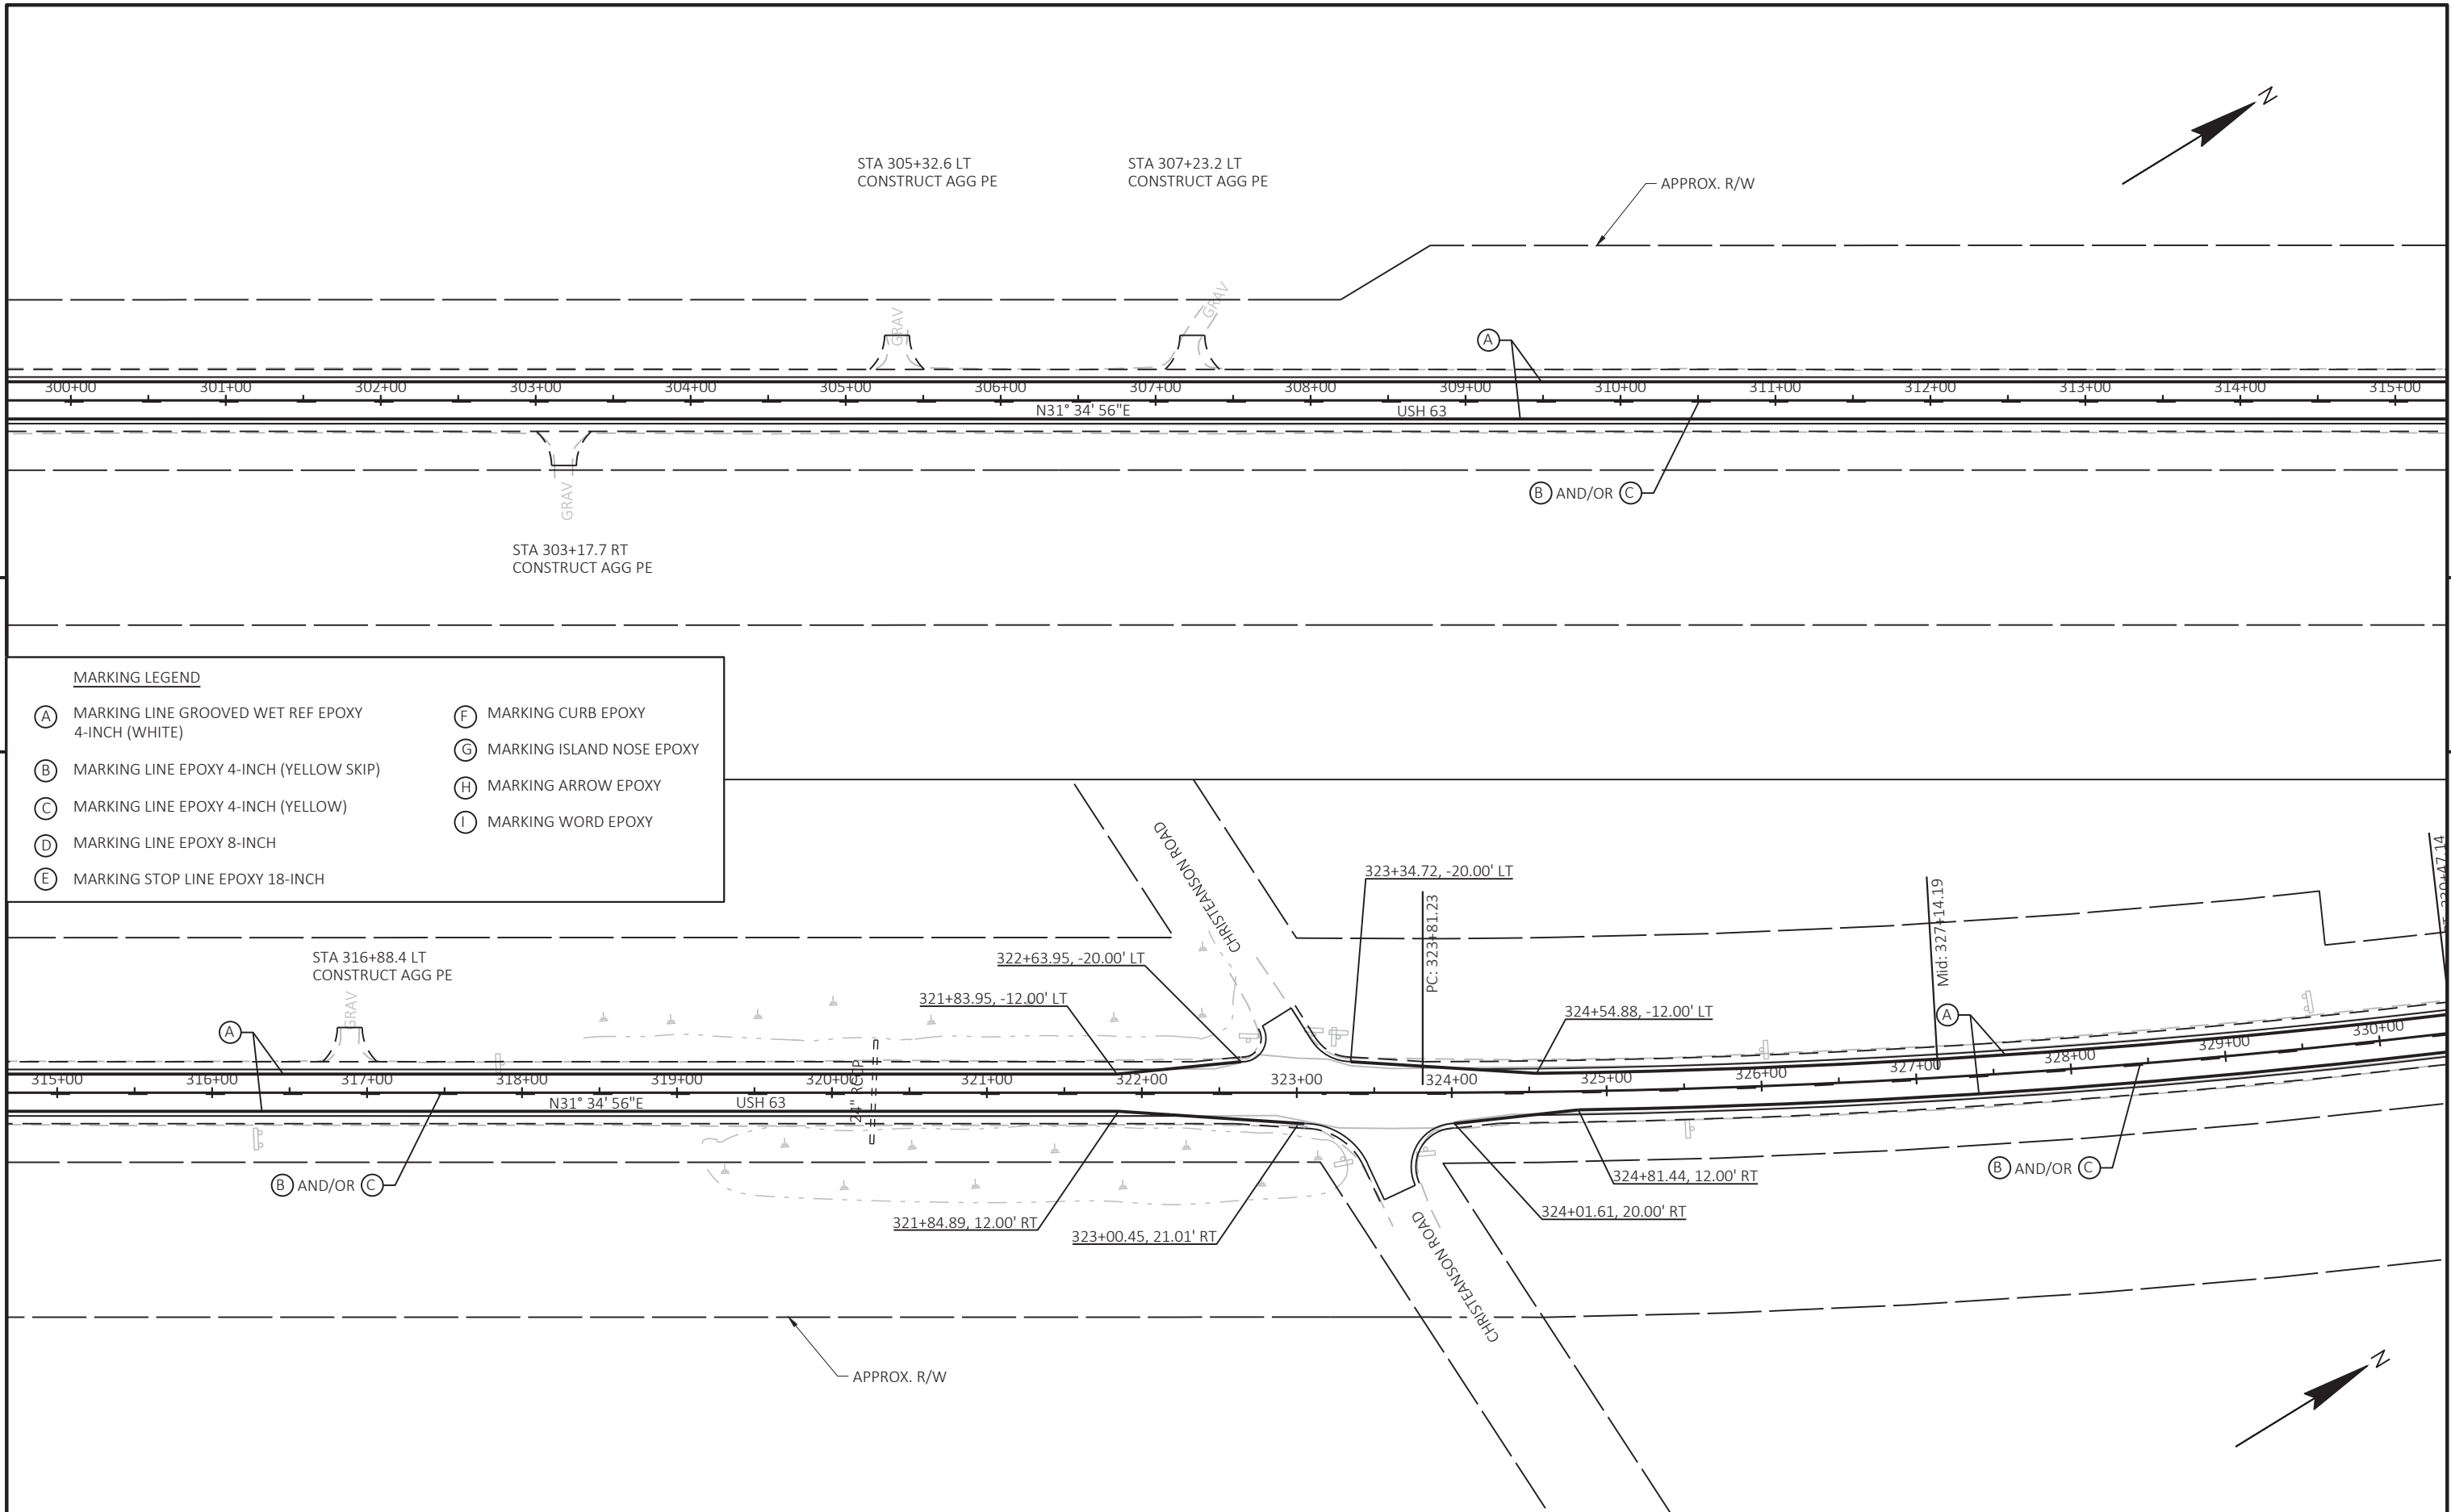 N
STA 305+32.6 LT
CONSTRUCT AGG PE
STA 307+23.2 LT
CONSTRUCT AGG PE
APPROX. R/W
GRAV
GRAV
A
300+00
301+00
302+00
303+00
304+00
305+00
306+00
307+00
308+00
309+00
310+00
311+00
312+00
313+00
314+00
315+00
N31° 34' 56"E
USH 63
GRAV
B AND/OR C
STA 303+17.7 RT
CONSTRUCT AGG PE
MARKING LEGEND
A MARKING LINE GROOVED WET REF EPOXY
4-INCH (WHITE)
B MARKING LINE EPOXY 4-INCH (YELLOW SKIP)
C MARKING LINE EPOXY 4-INCH (YELLOW)
D MARKING LINE EPOXY 8-INCH
E MARKING STOP LINE EPOXY 18-INCH
F MARKING CURB EPOXY
G MARKING ISLAND NOSE EPOXY
H MARKING ARROW EPOXY
I MARKING WORD EPOXY
CHRISTEANSON ROAD
323+34.72, -20.00' LT
PC: 323+81.23
Mid: 327+14.19
STA 316+88.4 LT
CONSTRUCT AGG PE
322+63.95, -20.00' LT
321+83.95, -12.00' LT
324+54.88, -12.00' LT
GRAV
A
A
315+00
316+00
317+00
318+00
319+00
320+00
321+00
322+00
323+00
324+00
325+00
326+00
327+00
328+00
329+00
330+00
N31° 34' 56"E
USH 63
24"
B AND/OR C
B AND/OR C
324+81.44, 12.00' RT
324+01.61, 20.00' RT
321+84.89, 12.00' RT
323+00.45, 21.01' RT
CHRISTEANSON ROAD
APPROX. R/W
N